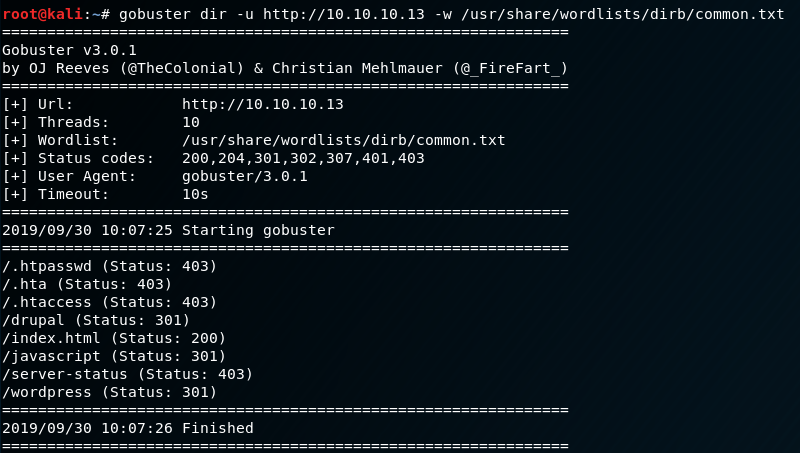 root@kali:~# gobuster dir -u http://10.10.10.13 -w /usr/share/wordlists/dirb/common.txt
===============================================================
Gobuster v3.0.1
by OJ Reeves (@TheColonial) & Christian Mehlmauer (@_FireFart_)
===============================================================
[+] Url:            http://10.10.10.13
[+] Threads:        10
[+] Wordlist:       /usr/share/wordlists/dirb/common.txt
[+] Status codes:   200,204,301,302,307,401,403
[+] User Agent:     gobuster/3.0.1
[+] Timeout:        10s
===============================================================
2019/09/30 10:07:25 Starting gobuster
===============================================================
/.htpasswd (Status: 403)
/.hta (Status: 403)
/.htaccess (Status: 403)
/drupal (Status: 301)
/index.html (Status: 200)
/javascript (Status: 301)
/server-status (Status: 403)
/wordpress (Status: 301)
===============================================================
2019/09/30 10:07:26 Finished
===============================================================